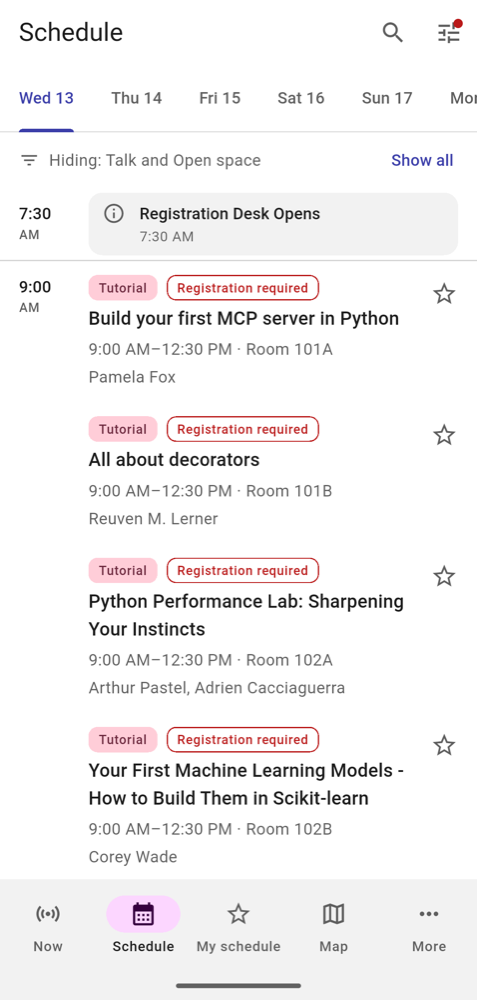 Schedule
Wed 13 Thu 14 Fri 15 Sat 16 Sun 17 Mon
Hiding: Talk and Open space Show all
7:30 AM
Registration Desk Opens
7:30 AM
9:00 AM
Tutorial Registration required
Build your first MCP server in Python
9:00 AM–12:30 PM · Room 101A
Pamela Fox
Tutorial Registration required
All about decorators
9:00 AM–12:30 PM · Room 101B
Reuven M. Lerner
Tutorial Registration required
Python Performance Lab: Sharpening
Your Instincts
9:00 AM–12:30 PM · Room 102A
Arthur Pastel, Adrien Cacciaguerra
Tutorial Registration required
Your First Machine Learning Models -
How to Build Them in Scikit-learn
9:00 AM–12:30 PM · Room 102B
Corey Wade
Now Schedule My schedule Map More